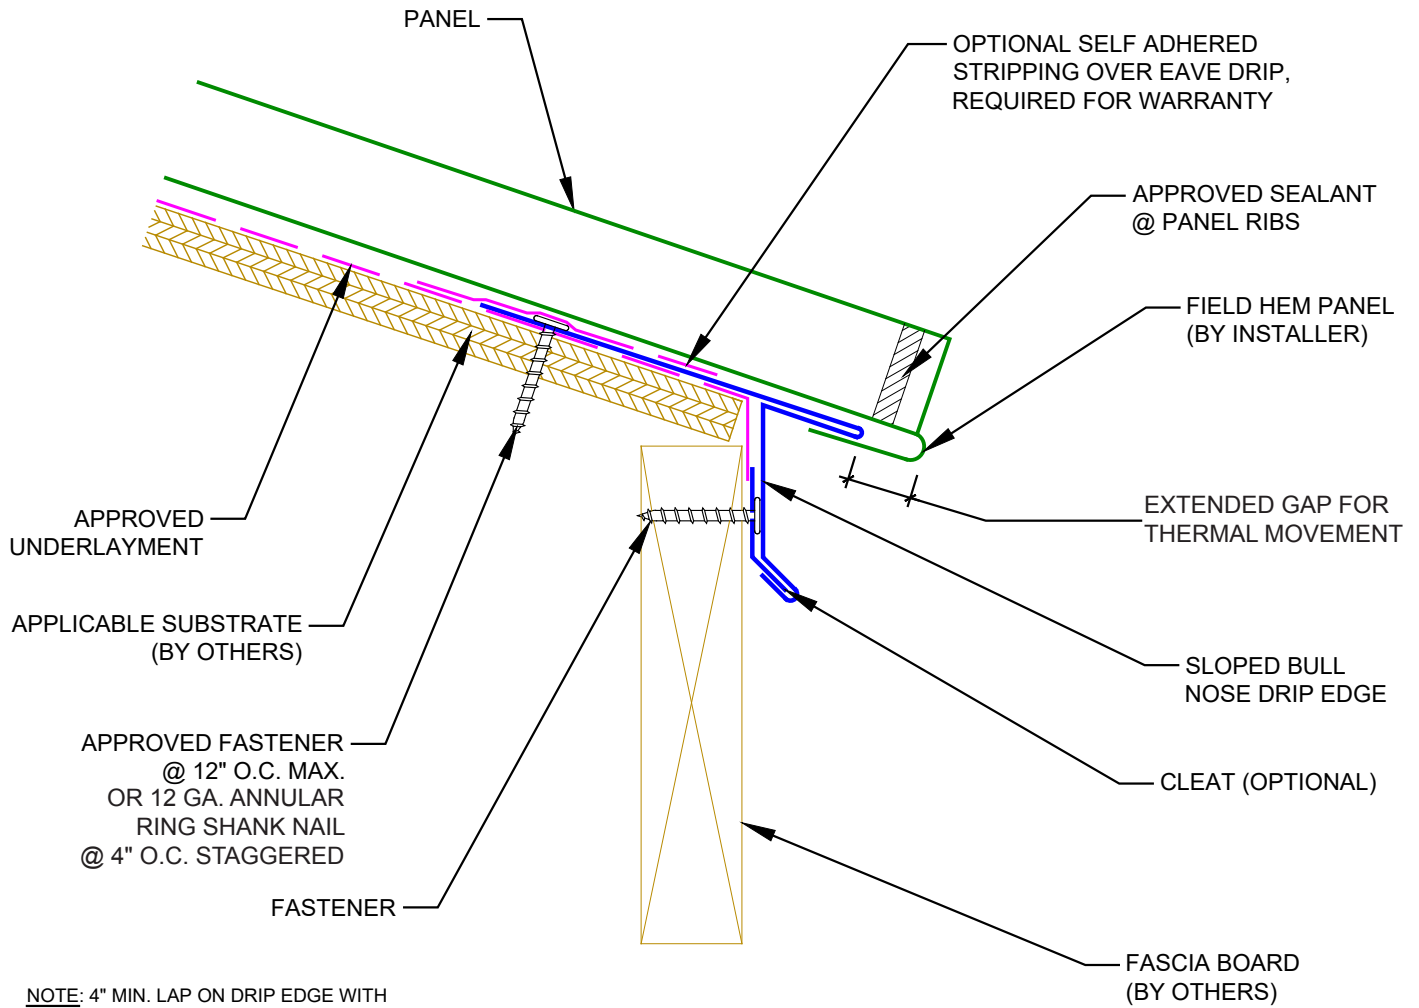 PANEL
OPTIONAL SELF ADHERED
STRIPPING OVER EAVE DRIP,
REQUIRED FOR WARRANTY
APPROVED SEALANT
@ PANEL RIBS
FIELD HEM PANEL
(BY INSTALLER)
EXTENDED GAP FOR
THERMAL MOVEMENT
APPROVED
UNDERLAYMENT
APPLICABLE SUBSTRATE
(BY OTHERS)
SLOPED BULL
NOSE DRIP EDGE
APPROVED FASTENER
@ 12" O.C. MAX.
OR 12 GA. ANNULAR
RING SHANK NAIL
@ 4" O.C. STAGGERED
CLEAT (OPTIONAL)
FASTENER
FASCIA BOARD
(BY OTHERS)
NOTE: 4" MIN. LAP ON DRIP EDGE WITH